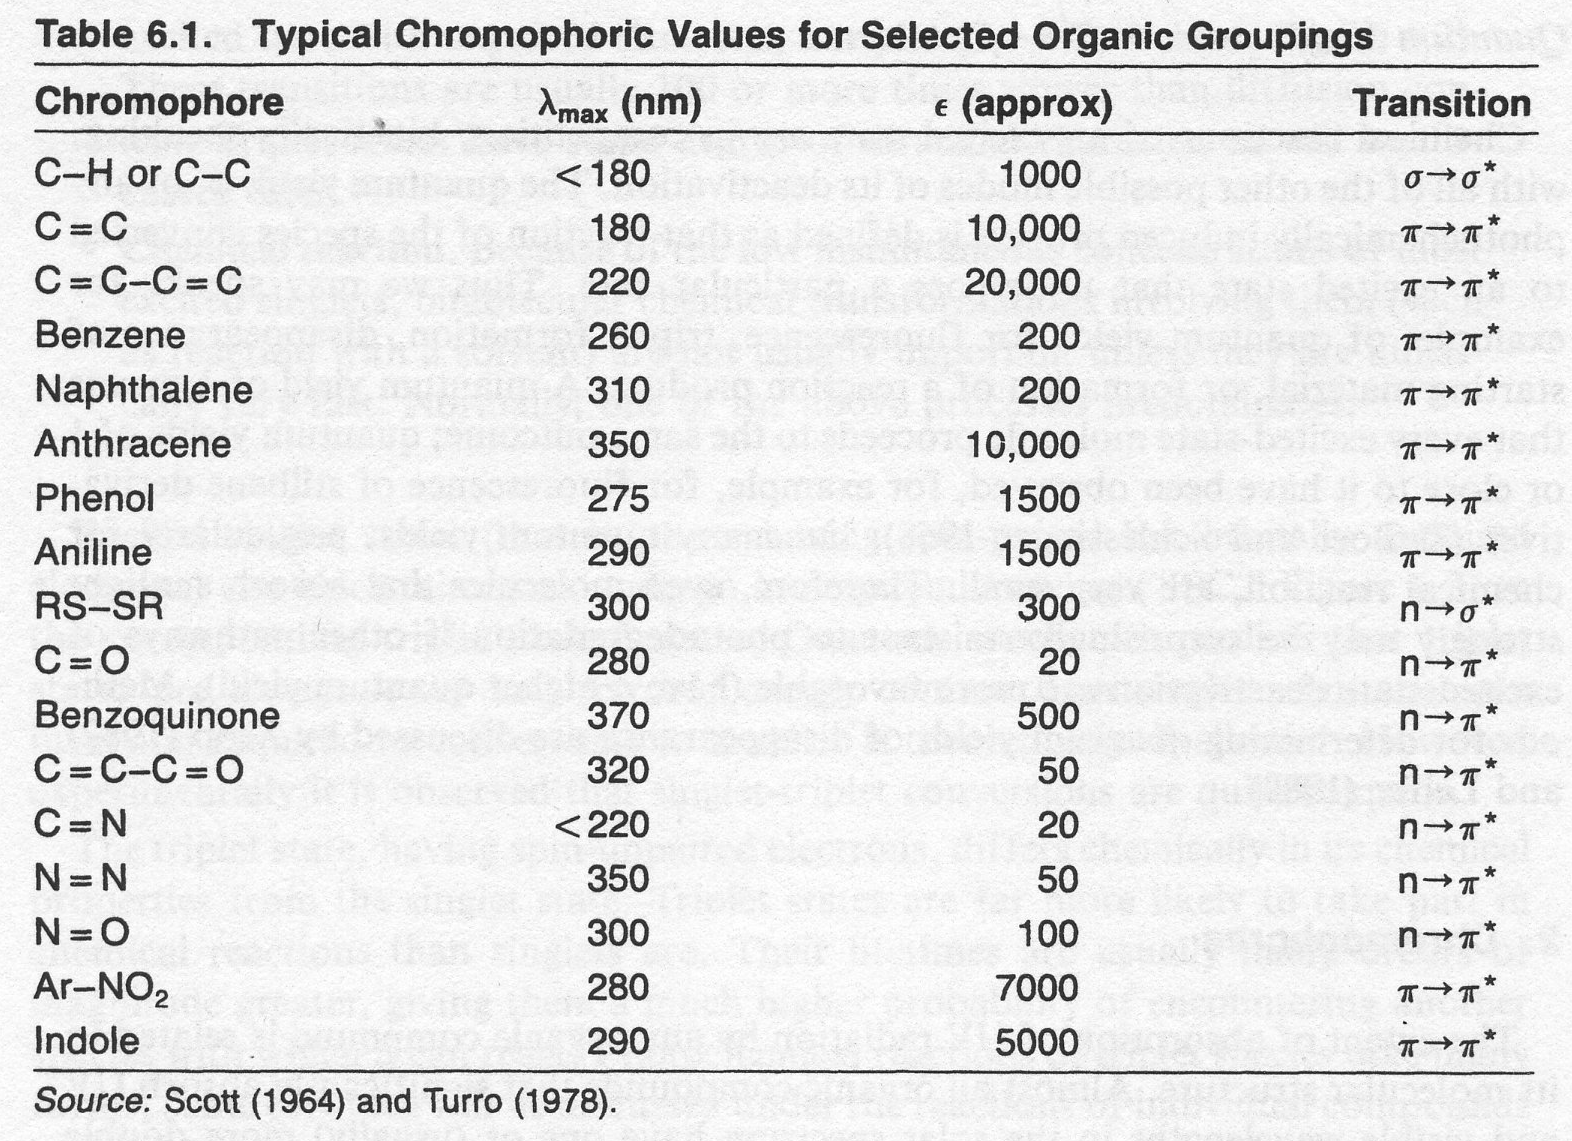 Table 6.1. Typical Chromophoric Values for Selected Organic Groupings
Chromophore λmax (nm) ϵ (approx) Transition
C–H or C–C <180 1000 σ→σ*
C=C 180 10,000 π→π*
C=C–C=C 220 20,000 π→π*
Benzene 260 200 π→π*
Naphthalene 310 200 π→π*
Anthracene 350 10,000 π→π*
Phenol 275 1500 π→π*
Aniline 290 1500 π→π*
RS–SR 300 300 n→σ*
C=O 280 20 n→π*
Benzoquinone 370 500 n→π*
C=C–C=O 320 50 n→π*
C=N <220 20 n→π*
N=N 350 50 n→π*
N=O 300 100 n→π*
Ar–NO₂ 280 7000 π→π*
Indole 290 5000 π→π*
Source: Scott (1964) and Turro (1978).